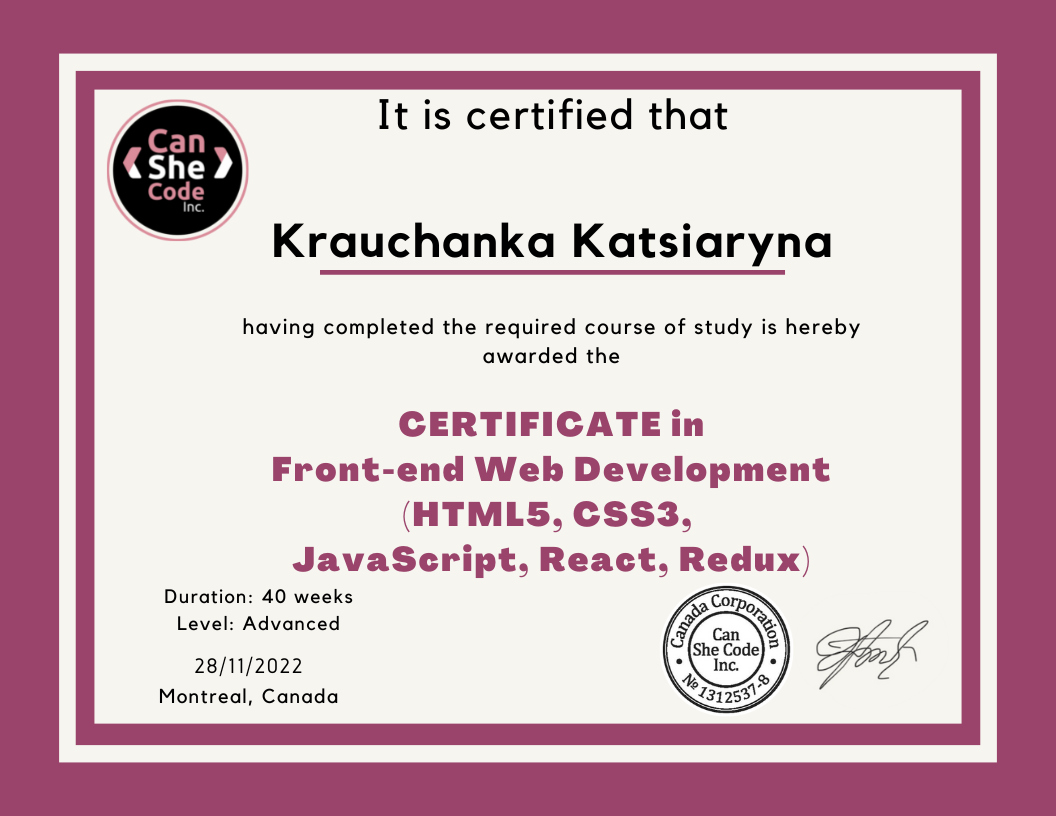 It is certified that
Can
She
Code
Inc.
Krauchanka Katsiaryna
having completed the required course of study is hereby
awarded the
CERTIFICATE in
Front-end Web Development
(HTML5, CSS3,
JavaScript, React, Redux)
Duration: 40 weeks
Level: Advanced
28/11/2022
Montreal, Canada
Canada Corporation
Can
She Code
Inc.
№ 1312537-8